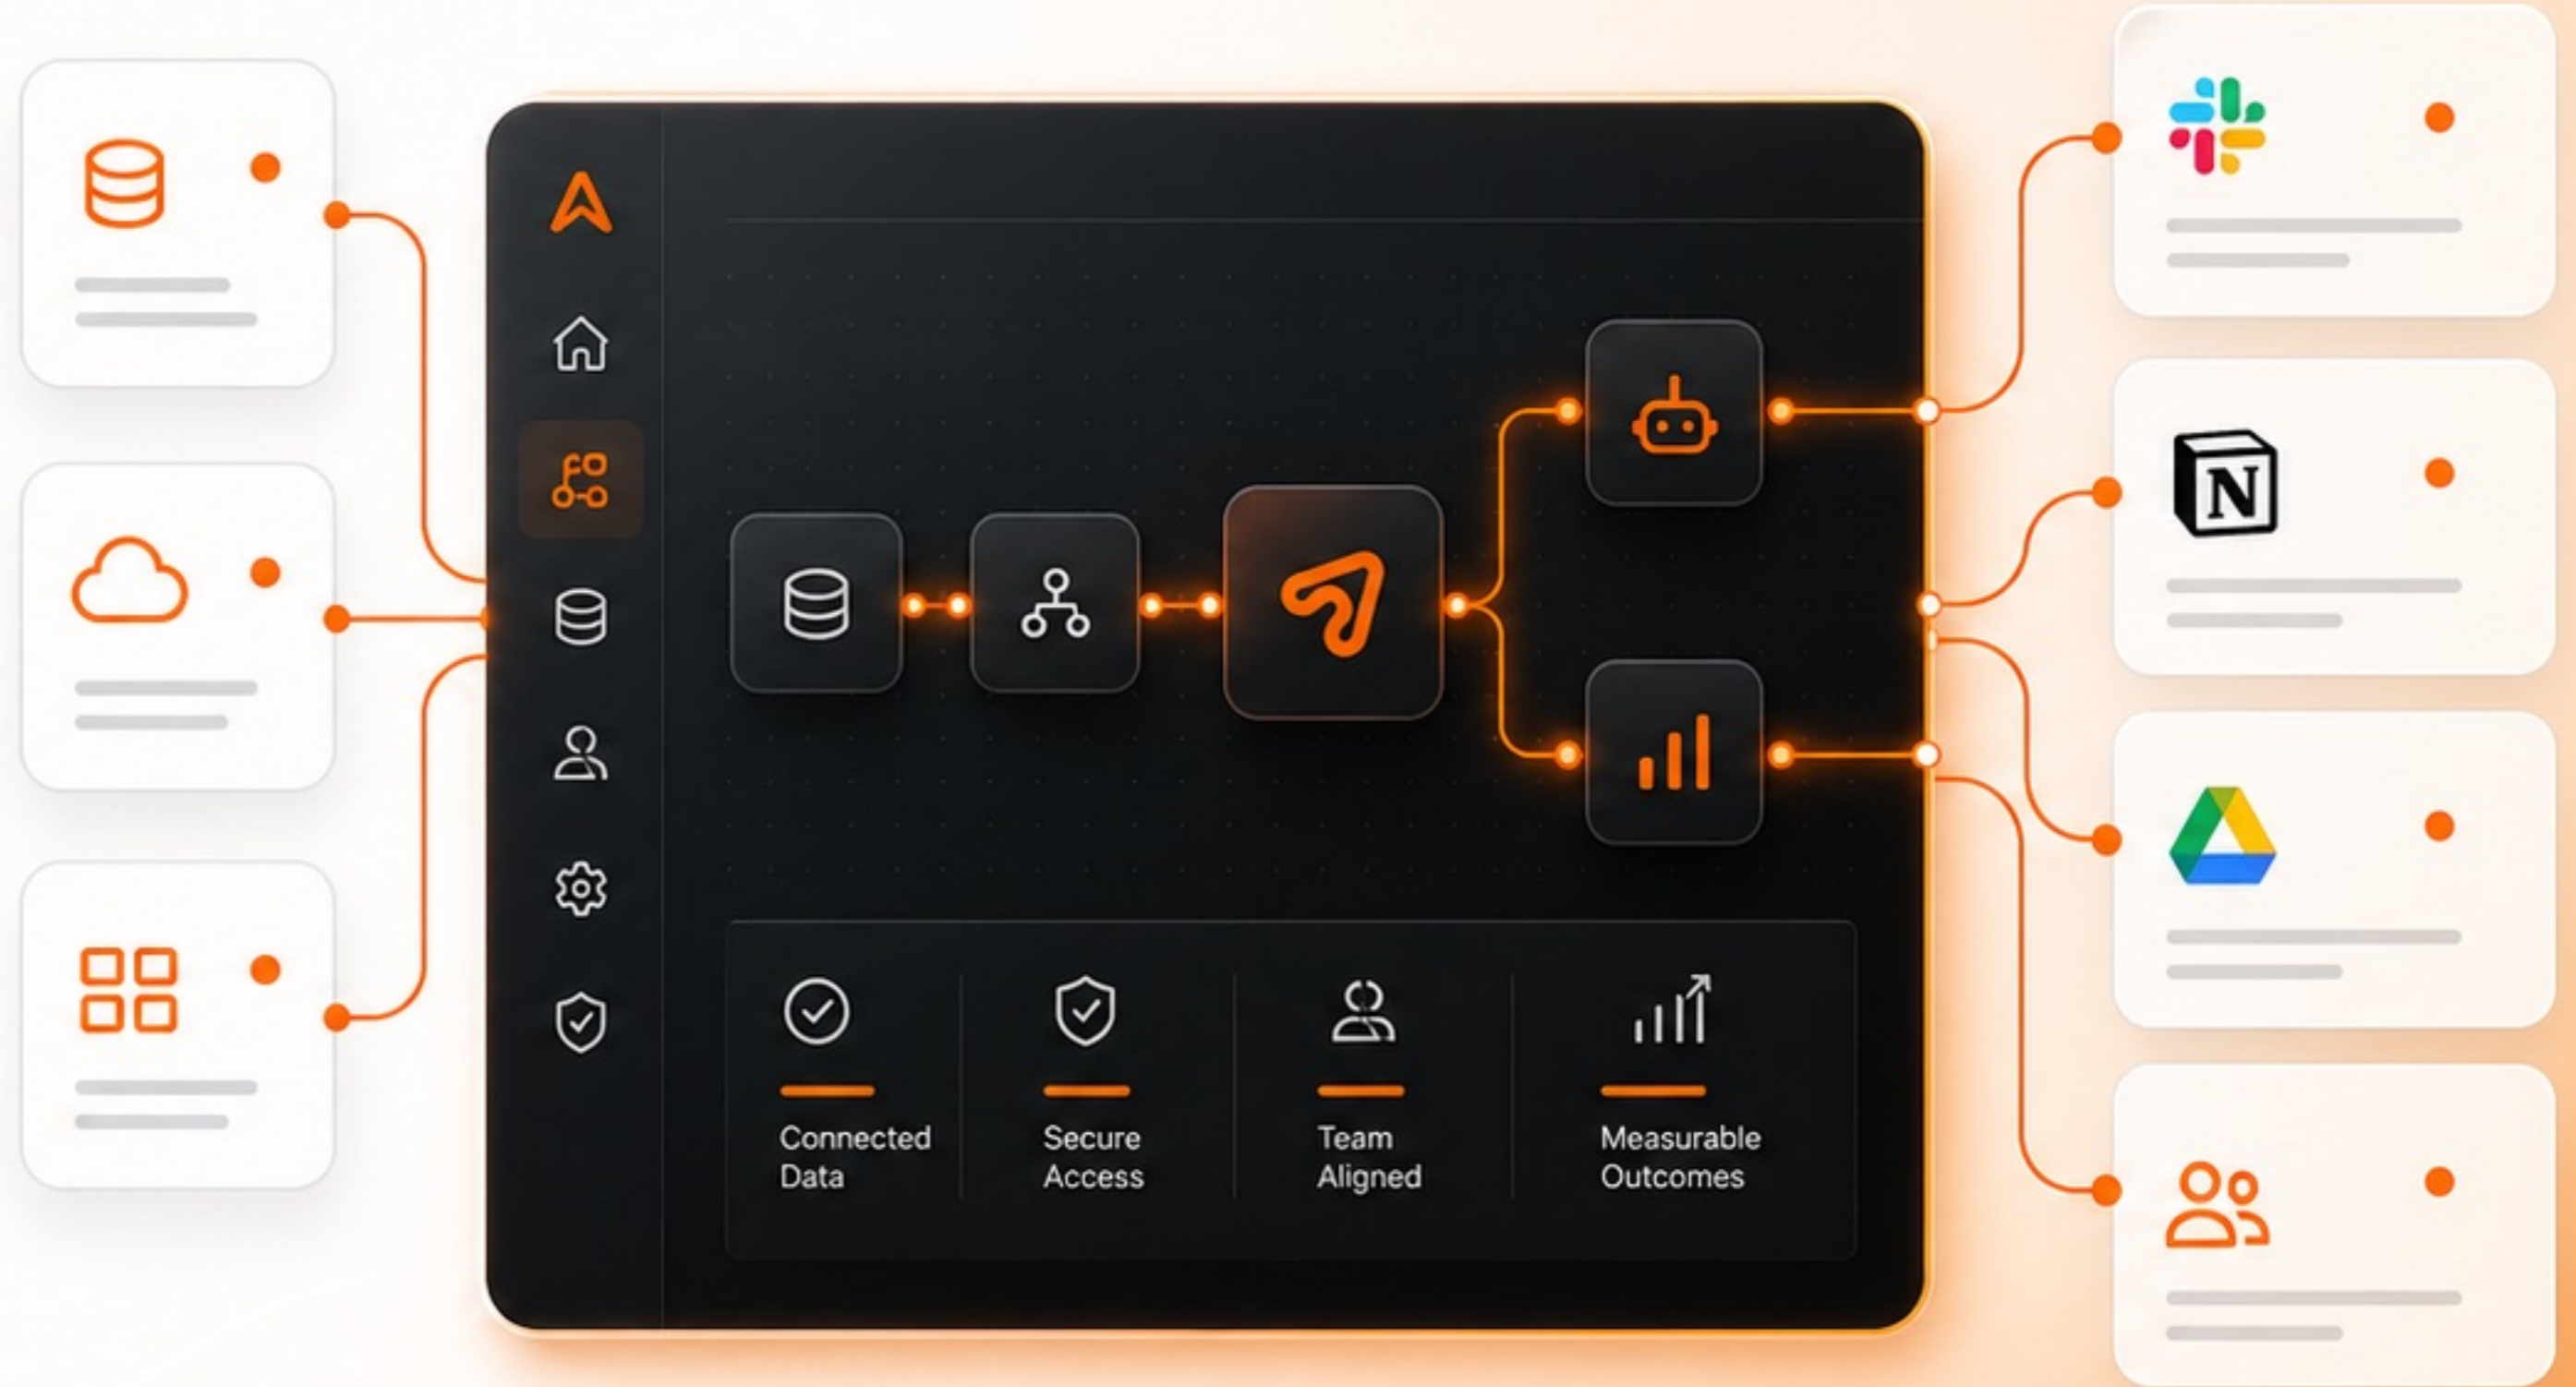 N
Connected
Data
Secure
Access
Team
Aligned
Measurable
Outcomes